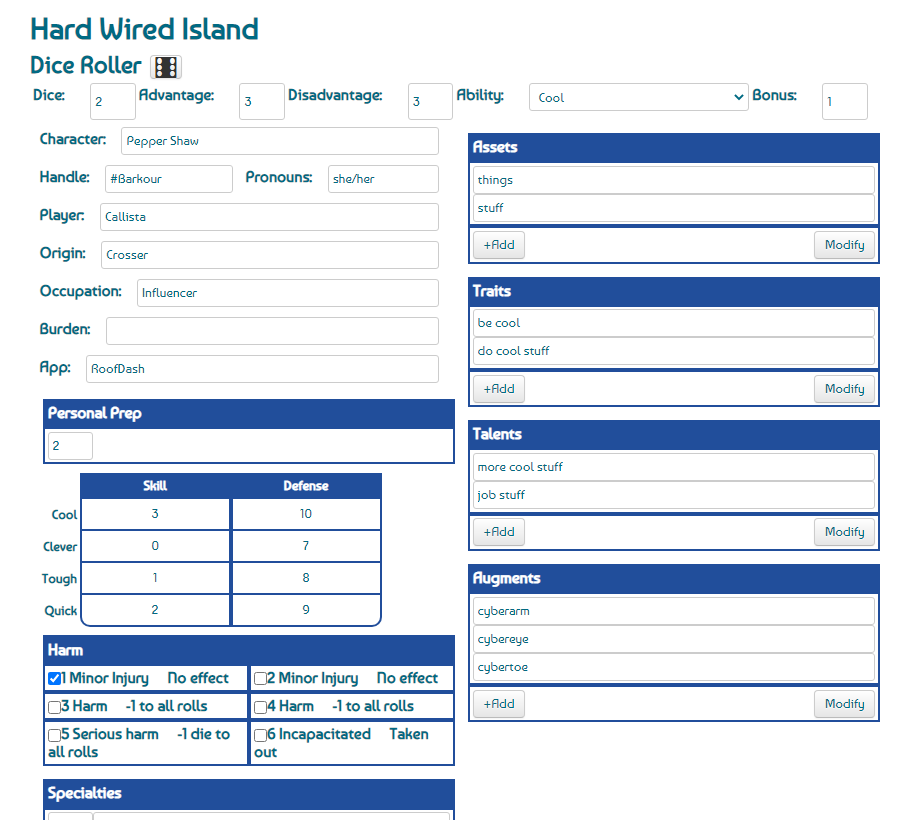 Hard Wired Island
Dice Roller
Dice: 2 Advantage: 3 Disadvantage: 3 Ability: Cool Bonus: 1
Character: Pepper Shaw
Handle: #Barkour Pronouns: she/her
Player: Callista
Origin: Crosser
Occupation: Influencer
Burden:
App: RoofDash
Personal Prep
2
Skill Defense
Cool 3 10
Clever 0 7
Tough 1 8
Quick 2 9
Harm
1 Minor Injury No effect
2 Minor Injury No effect
3 Harm -1 to all rolls
4 Harm -1 to all rolls
5 Serious harm -1 die to
all rolls
6 Incapacitated Taken
out
Specialties
Assets
things
stuff
+Add Modify
Traits
be cool
do cool stuff
+Add Modify
Talents
more cool stuff
job stuff
+Add Modify
Augments
cyberarm
cybereye
cybertoe
+Add Modify